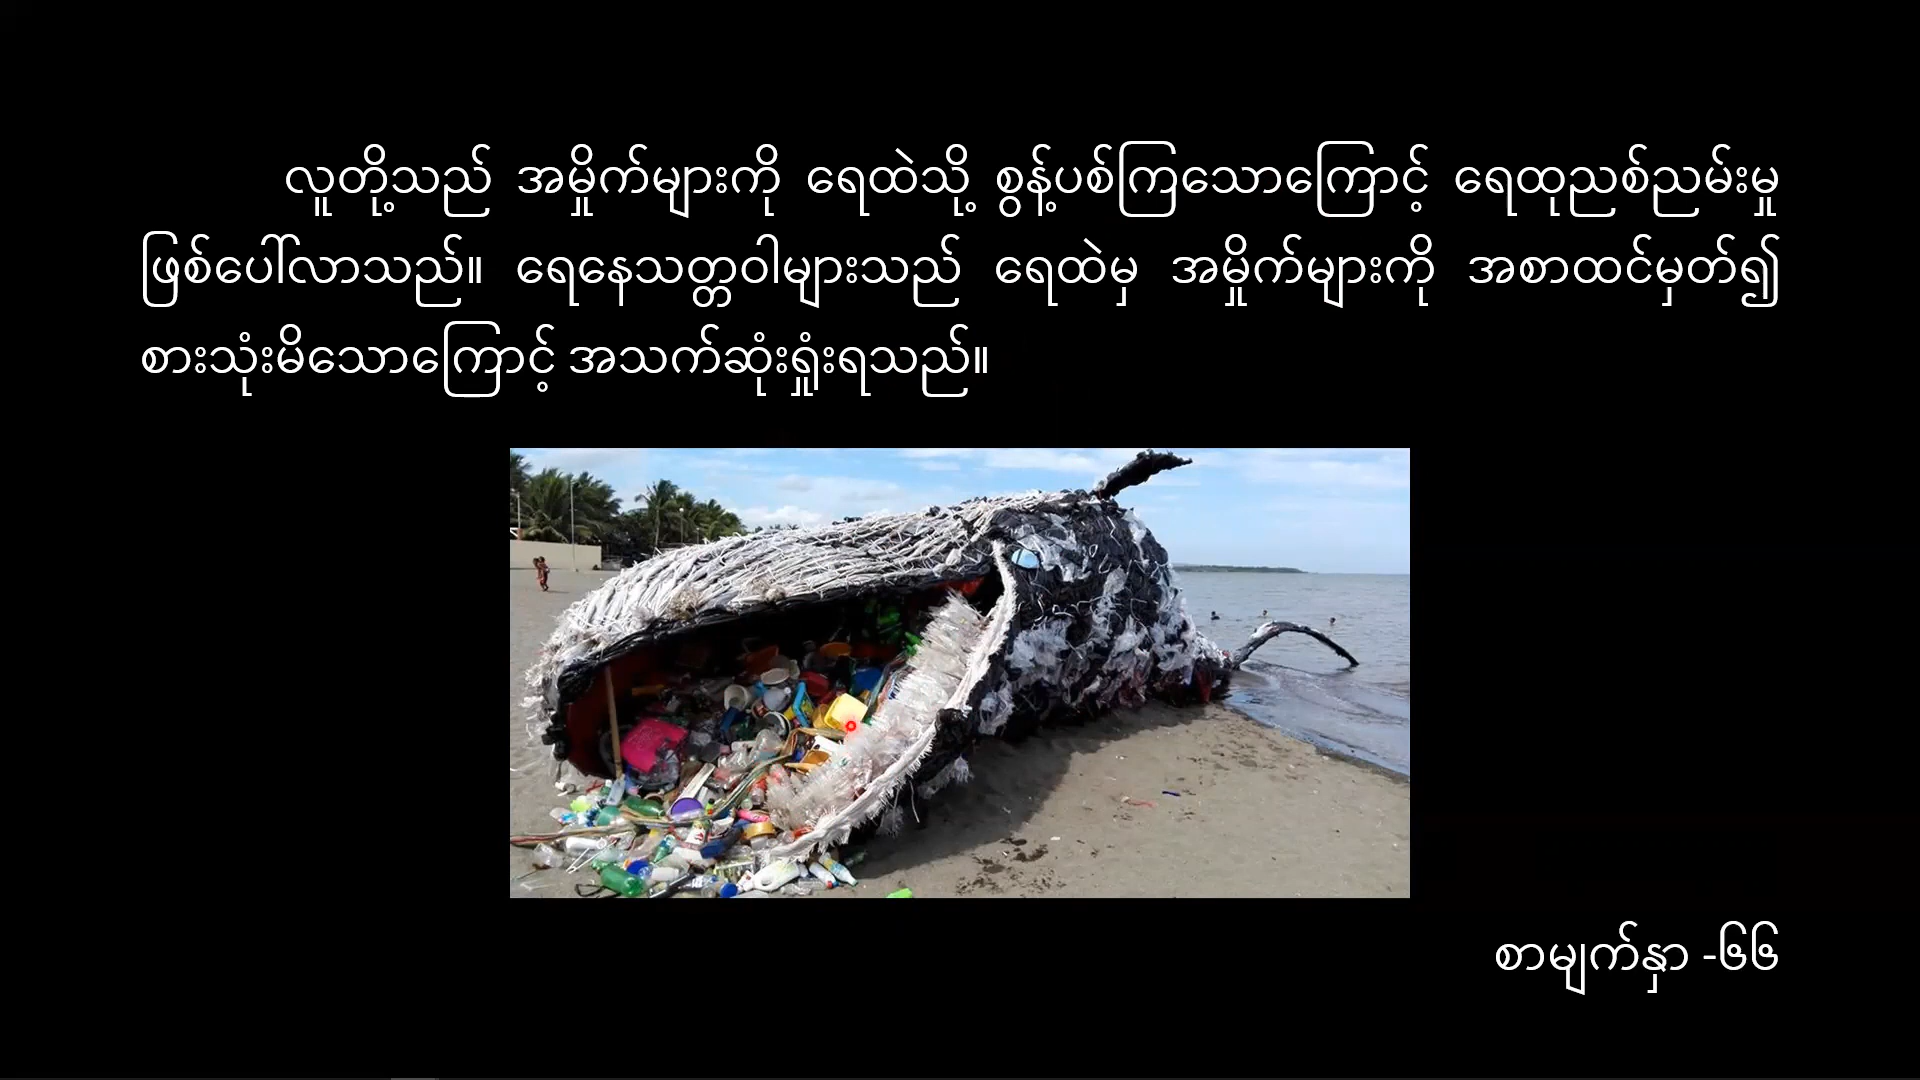 လူတို့သည် အမှိုက်များကို ရေထဲသို့ စွန့်ပစ်ကြသောကြောင့် ရေထုညစ်ညမ်းမှု
ဖြစ်ပေါ်လာသည်။ ရေနေသတ္တဝါများသည် ရေထဲမှ အမှိုက်များကို အစာထင်မှတ်၍
စားသုံးမိသောကြောင့် အသက်ဆုံးရှုံးရသည်။
စာမျက်နှာ -၆၆